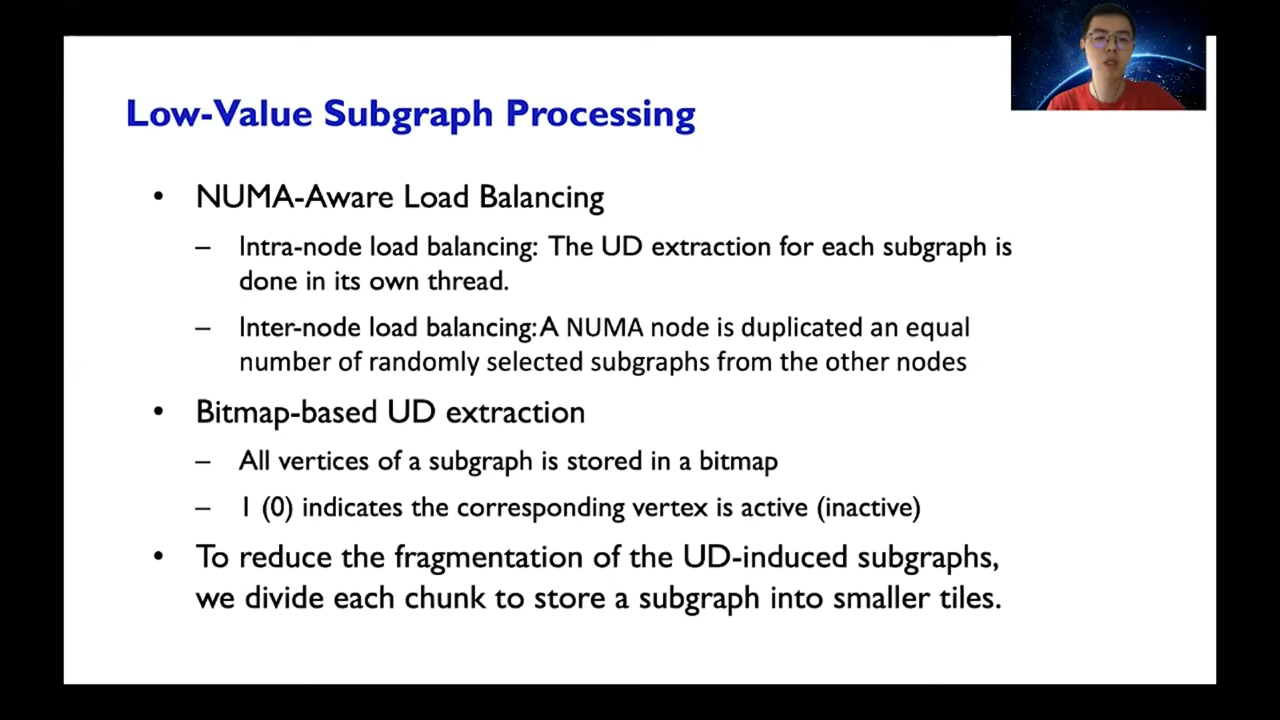 Low-Value Subgraph Processing
• NUMA-Aware Load Balancing
– Intra-node load balancing: The UD extraction for each subgraph is
done in its own thread.
– Inter-node load balancing: A NUMA node is duplicated an equal
number of randomly selected subgraphs from the other nodes
• Bitmap-based UD extraction
– All vertices of a subgraph is stored in a bitmap
– 1 (0) indicates the corresponding vertex is active (inactive)
• To reduce the fragmentation of the UD-induced subgraphs,
we divide each chunk to store a subgraph into smaller tiles.